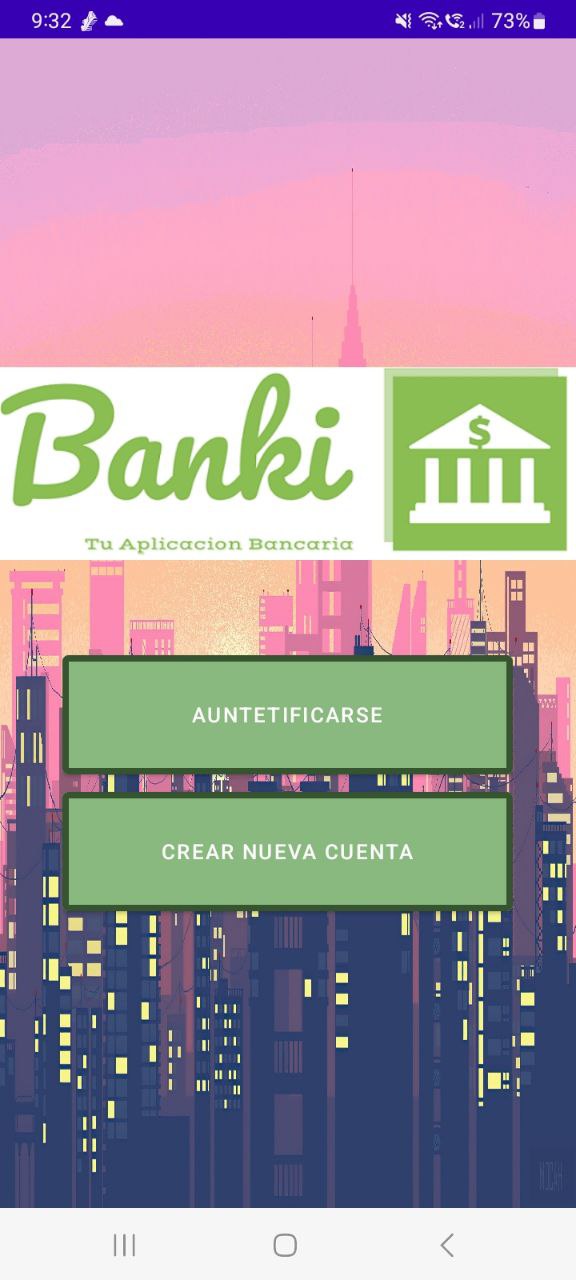 9:32
73%
Banki
$
Tu Aplicacion Bancaria
AUNTETIFICARSE
CREAR NUEVA CUENTA